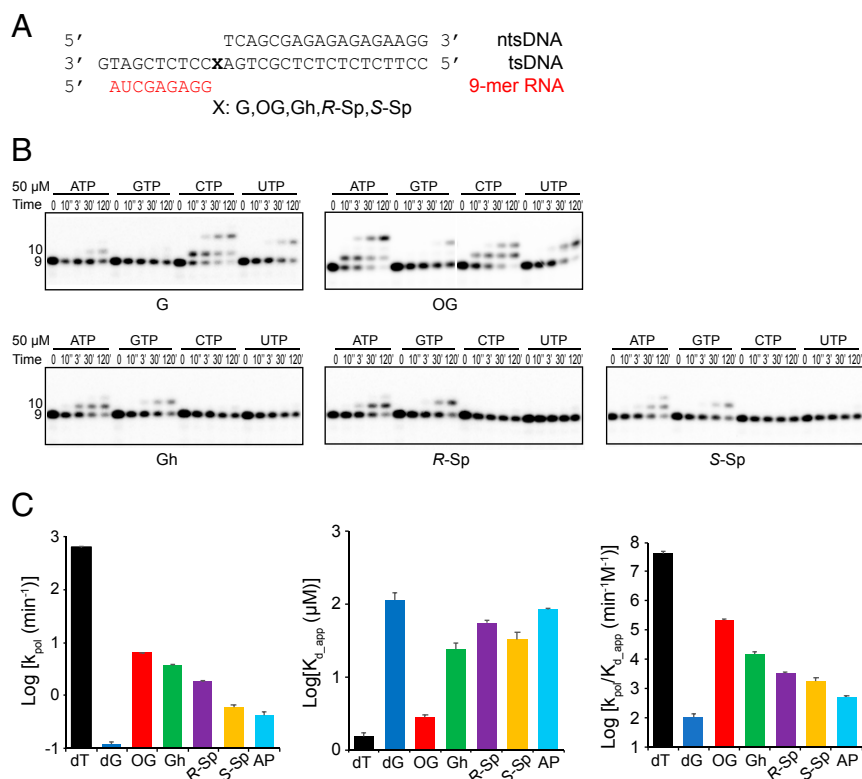 A
5’ TCAGCGAGAGAGAGAAGG 3’ ntsDNA
3’ GTAGCTCTCCXAGTCGCTCTCTCTCTTCC 5’ tsDNA
5’ AUCGAGAGG 9-mer RNA
X: G,OG,Gh,R-Sp,S-Sp
B
50 µM ATP GTP CTP UTP ATP GTP CTP UTP
Time 0 10" 3' 30' 120' 0 10" 3' 30' 120' 0 10" 3' 30' 120' 0 10" 3' 30' 120' 0 10" 3' 30' 120' 0 10" 3' 30' 120' 0 10" 3' 30' 120' 0 10" 3' 30' 120'
10
9
G OG
50 µM ATP GTP CTP UTP ATP GTP CTP UTP ATP GTP CTP UTP
Time 0 10" 3' 30' 120' 0 10" 3' 30' 120' 0 10" 3' 30' 120' 0 10" 3' 30' 120' 0 10" 3' 30' 120' 0 10" 3' 30' 120' 0 10" 3' 30' 120' 0 10" 3' 30' 120' 0 10" 3' 30' 120' 0 10" 3' 30' 120' 0 10" 3' 30' 120' 0 10" 3' 30' 120'
10
9
Gh R-Sp S-Sp
C
Log [kpol (min-1)]
3
2
1
0
-1
dT dG OG Gh R-Sp S-Sp AP
Log[Kd_app (µM)]
3
2
1
0
dT dG OG Gh R-Sp S-Sp AP
Log [kpol/Kd_app (min-1M-1)]
8
7
6
5
4
3
2
1
dT dG OG Gh R-Sp S-Sp AP